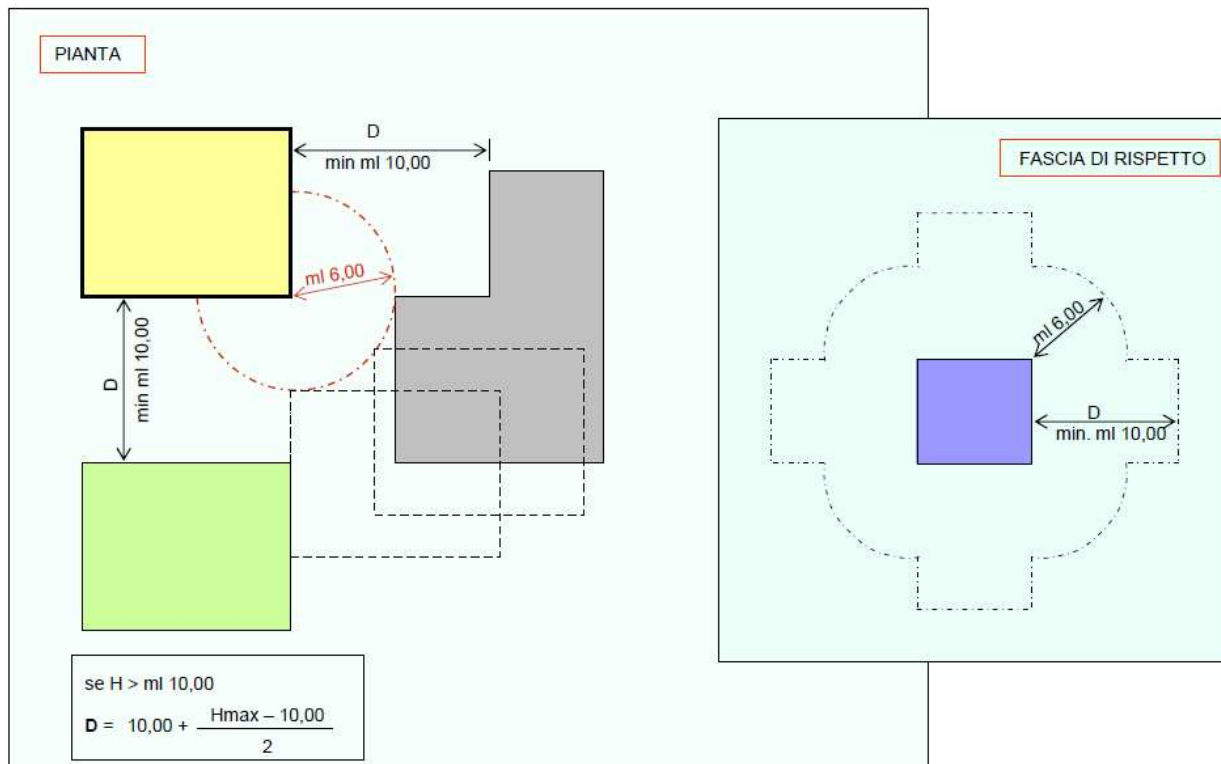 PIANTA
D
min ml 10,00
ml 6,00
D
min ml 10,00
se H > ml 10,00
D = 10,00 + Hmax – 10,00
2
FASCIA DI RISPETTO
ml 6,00
D
min. ml 10,00